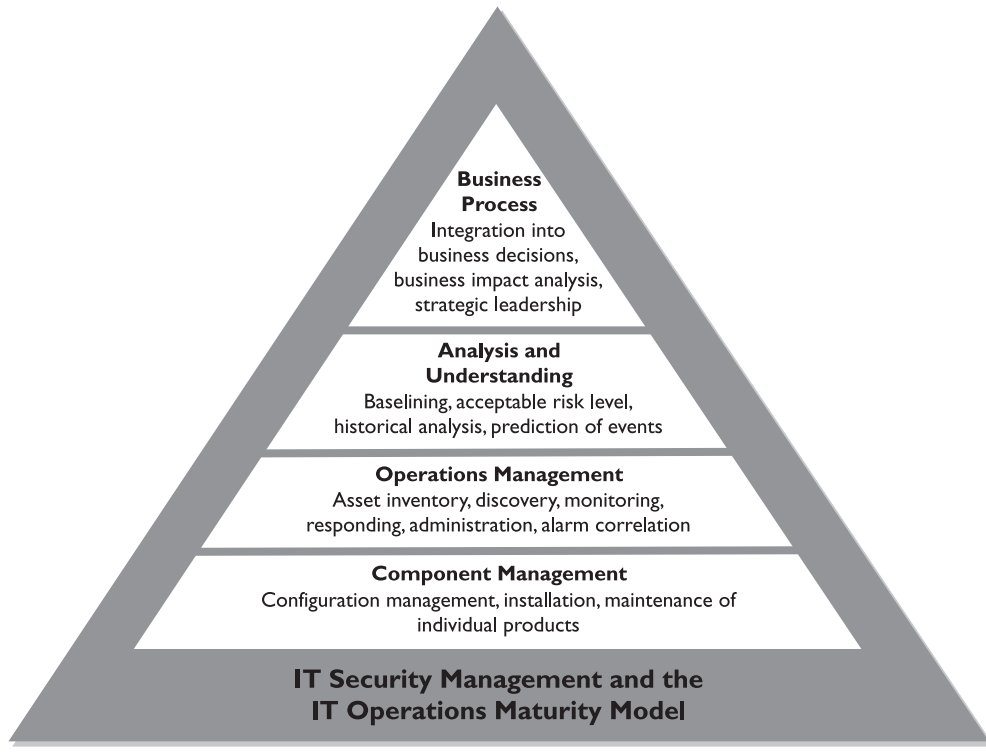 Business
Process
Integration into
business decisions,
business impact analysis,
strategic leadership
Analysis and
Understanding
Baselining, acceptable risk level,
historical analysis, prediction of events
Operations Management
Asset inventory, discovery, monitoring,
responding, administration, alarm correlation
Component Management
Configuration management, installation, maintenance of
individual products
IT Security Management and the
IT Operations Maturity Model